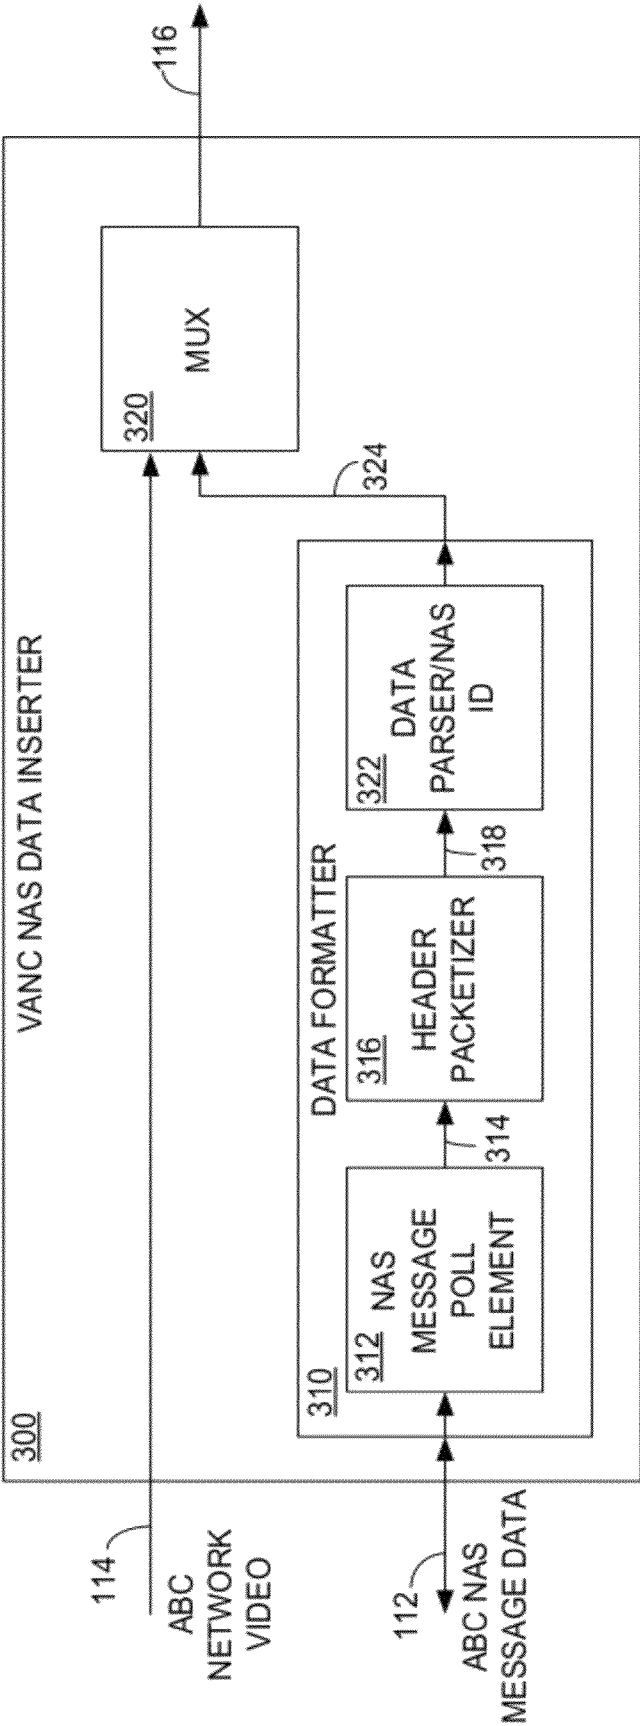 VANC NAS DATA INSERTER
300
114
ABC
NETWORK
VIDEO
116
320
MUX
324
DATA FORMATTER
310
312
NAS
MESSAGE
POLL
ELEMENT
314
316
HEADER
PACKETIZER
318
322
DATA
PARSER/NAS
ID
112
ABC NAS
MESSAGE DATA